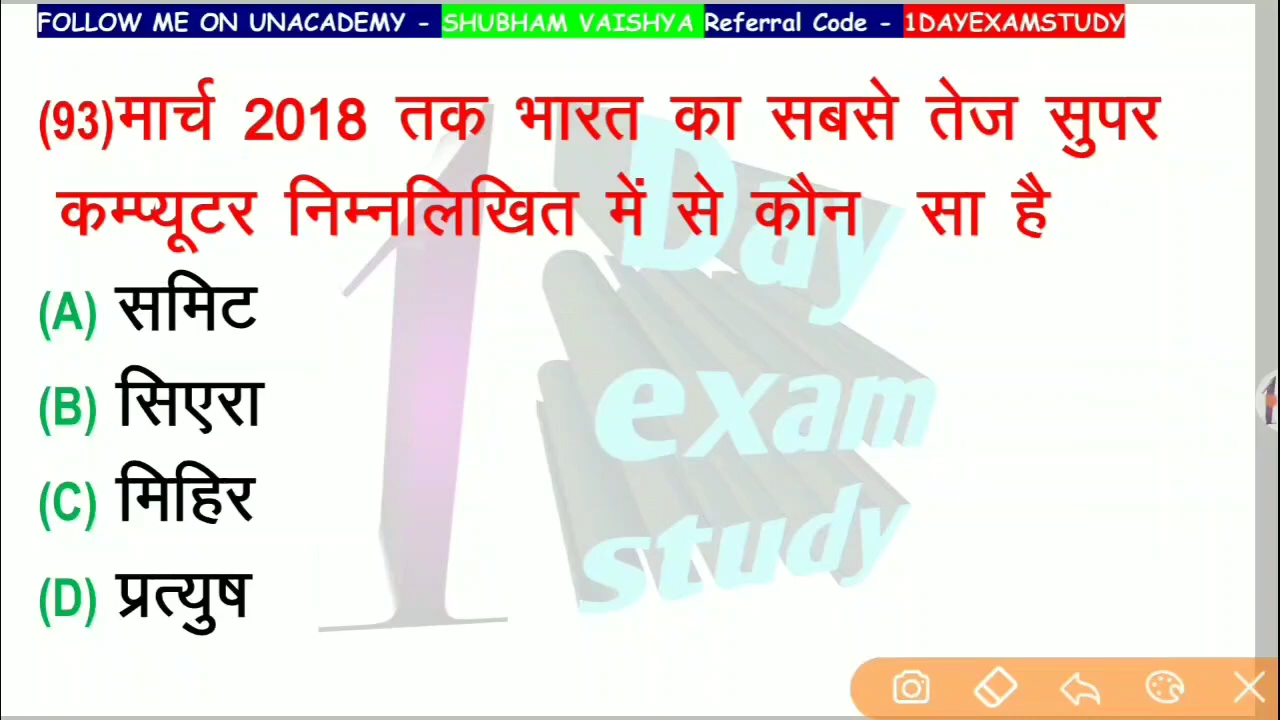 FOLLOW ME ON UNACADEMY - SHUBHAM VAISHYA Referral Code - 1DAYEXAMSTUDY
(93)मार्च 2018 तक भारत का सबसे तेज सुपर
कम्प्यूटर निम्नलिखित में से कौन सा है
(A) समिट
(B) सिएरा
(C) मिहिर
(D) प्रत्युष
1 Day
exam
study